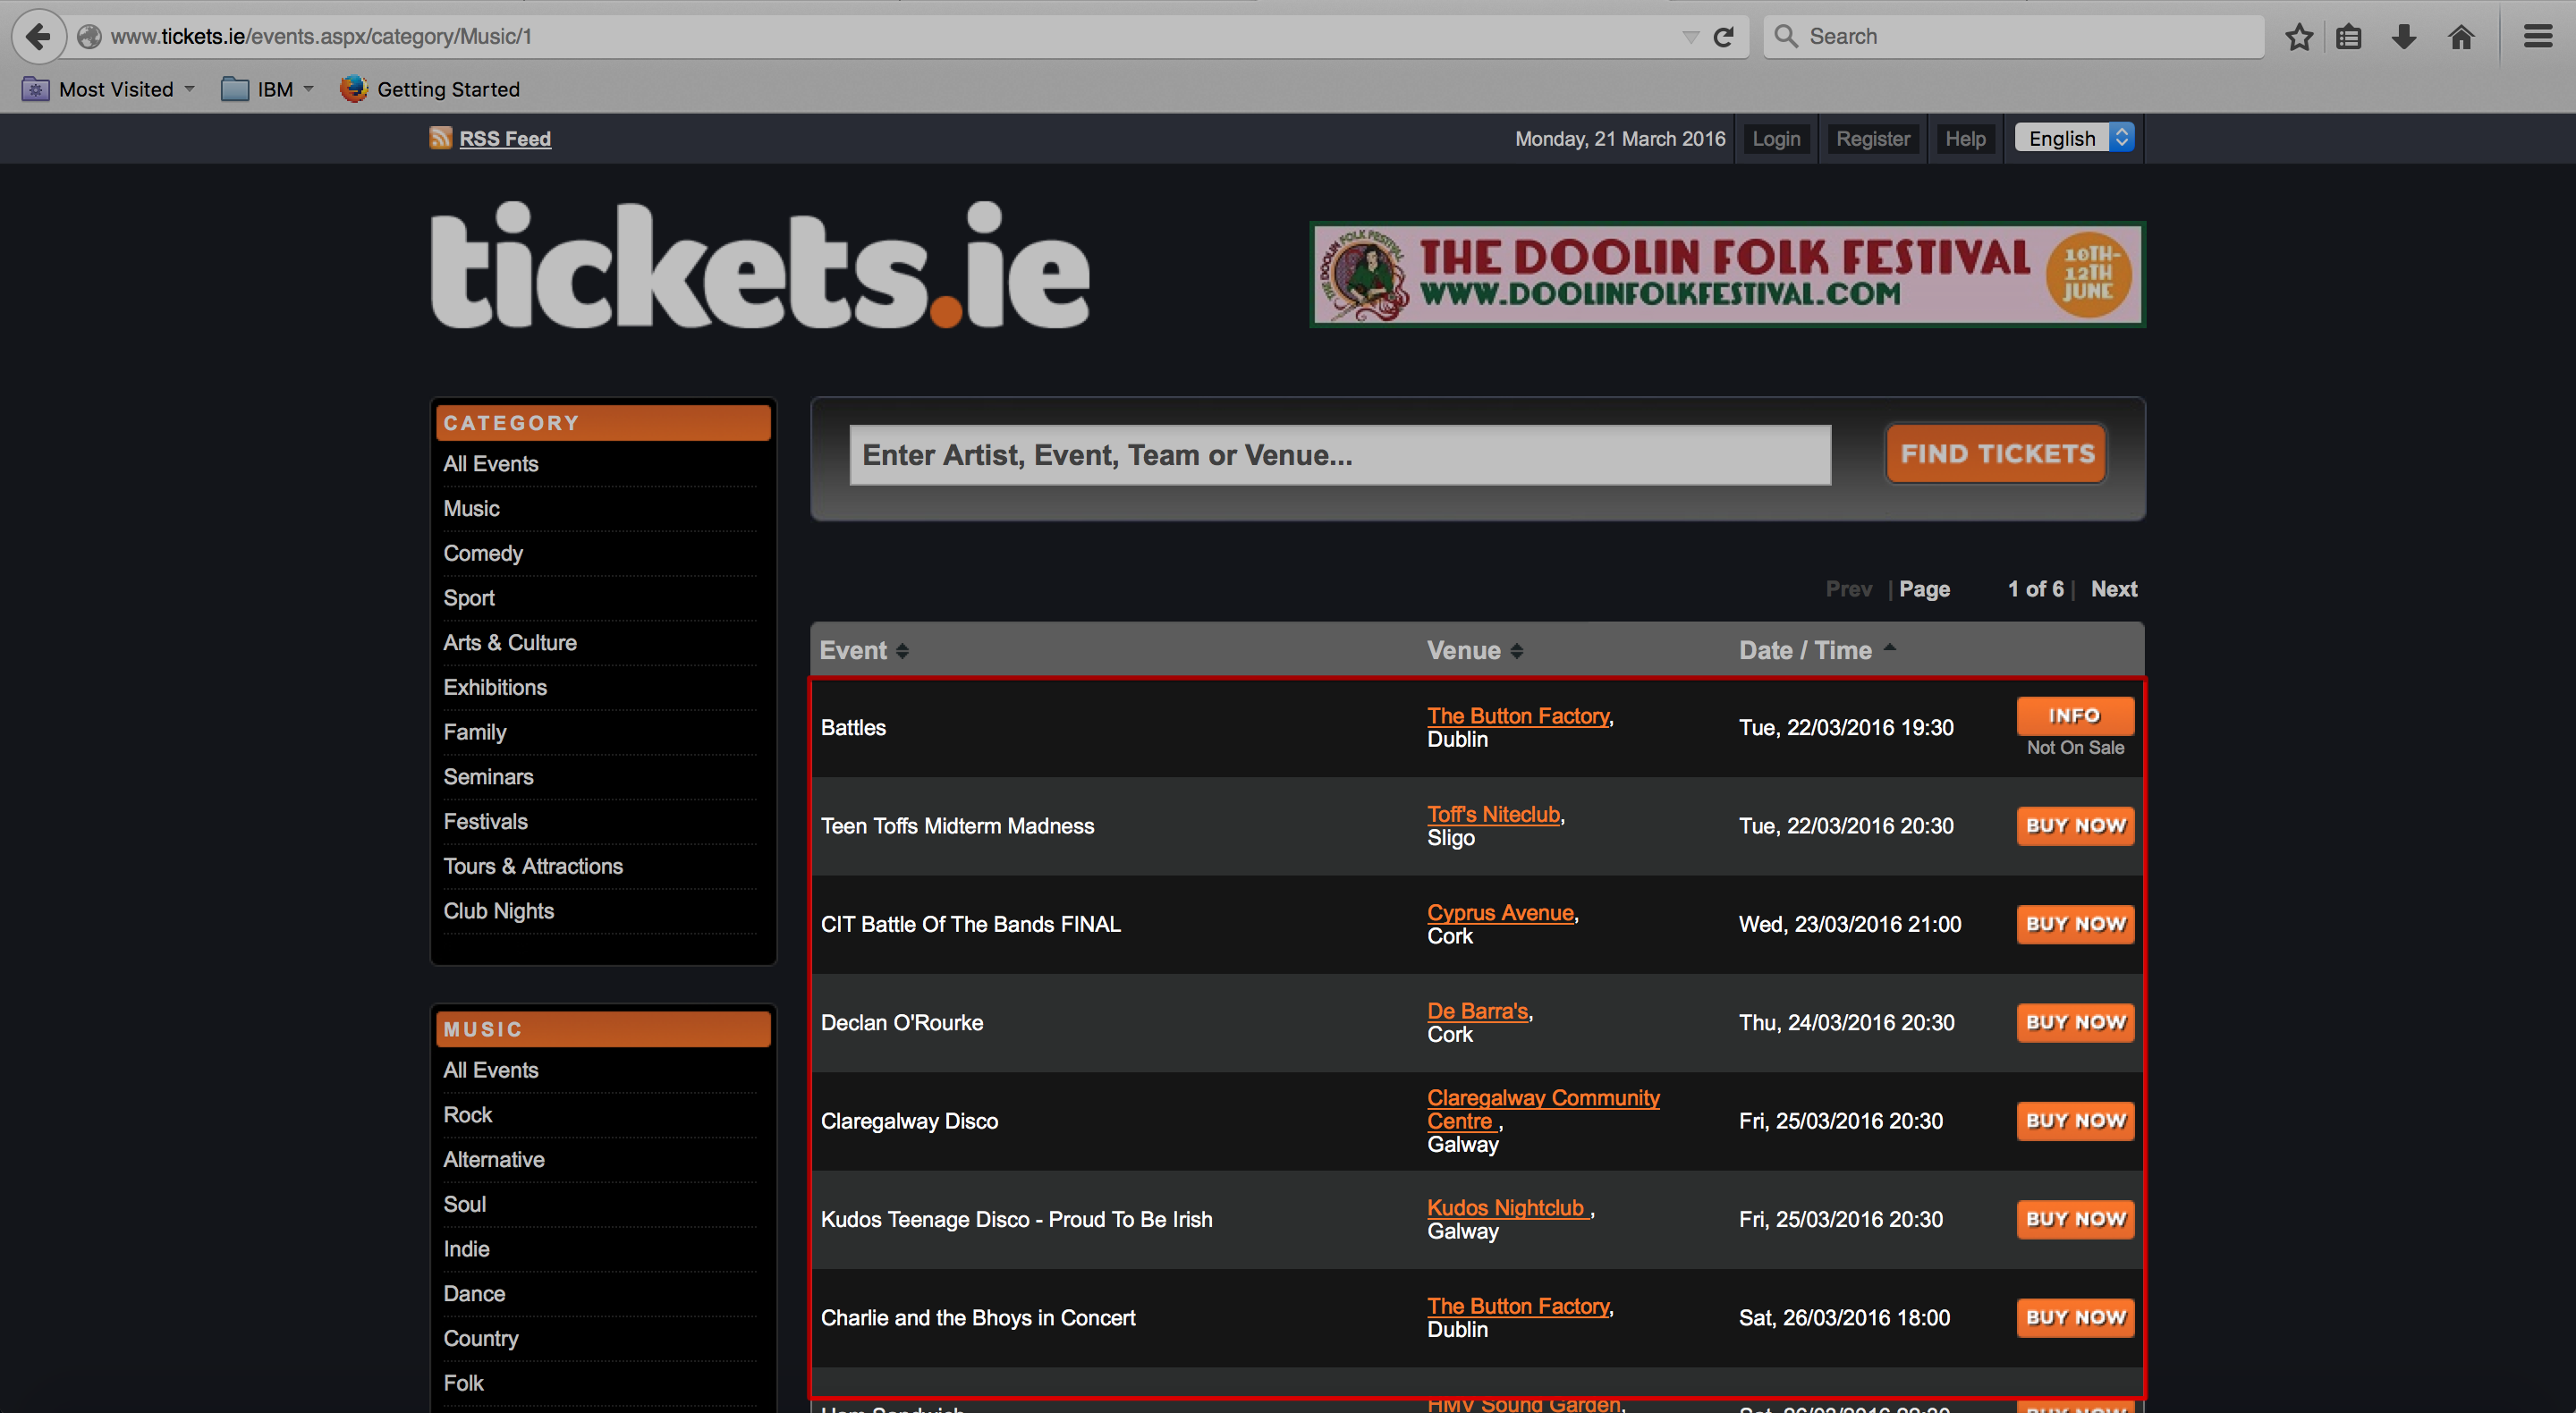 www.tickets.ie/events.aspx/category/Music/1
Search
Most Visited
IBM
Getting Started
RSS Feed
Monday, 21 March 2016
Login
Register
Help
English
tickets.ie
THE DOOLIN FOLK FESTIVAL
WWW.DOOLINFOLKFESTIVAL.COM
10TH-
12TH
JUNE
CATEGORY
All Events
Music
Comedy
Sport
Arts & Culture
Exhibitions
Family
Seminars
Festivals
Tours & Attractions
Club Nights
MUSIC
All Events
Rock
Alternative
Soul
Indie
Dance
Country
Folk
Enter Artist, Event, Team or Venue...
FIND TICKETS
Prev | Page 1 of 6 | Next
Event Venue Date / Time
Battles
The Button Factory,
Dublin
Tue, 22/03/2016 19:30
INFO
Not On Sale
Teen Toffs Midterm Madness
Toff's Niteclub,
Sligo
Tue, 22/03/2016 20:30
BUY NOW
CIT Battle Of The Bands FINAL
Cyprus Avenue,
Cork
Wed, 23/03/2016 21:00
BUY NOW
Declan O'Rourke
De Barra's,
Cork
Thu, 24/03/2016 20:30
BUY NOW
Claregalway Disco
Claregalway Community
Centre ,
Galway
Fri, 25/03/2016 20:30
BUY NOW
Kudos Teenage Disco - Proud To Be Irish
Kudos Nightclub ,
Galway
Fri, 25/03/2016 20:30
BUY NOW
Charlie and the Bhoys in Concert
The Button Factory,
Dublin
Sat, 26/03/2016 18:00
BUY NOW
HMV Sound Garden,